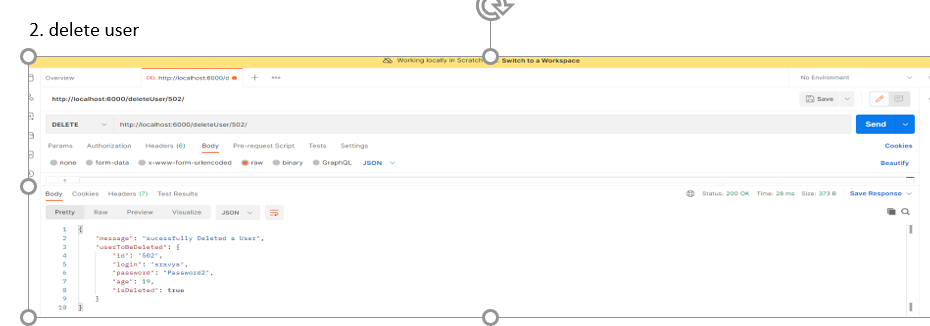 2. delete user
Working locally in Scratch Switch to a Workspace
Overview DEL http://localhost:6000/d + ••• No Environment
http://localhost:6000/deleteUser/502/ Save
DELETE http://localhost:6000/deleteUser/502/ Send
Params Authorization Headers (6) Body Pre-request Script Tests Settings Cookies
none form-data x-www-form-urlencoded raw binary GraphQL JSON Beautify
Body Cookies Headers (7) Test Results Status: 200 OK Time: 28 ms Size: 373 B Save Response
Pretty Raw Preview Visualize JSON
1 {
2 "message": "sucessfully Deleted a User",
3 "userToBeDeleted": {
4 "id": "502",
5 "login": "sravya",
6 "password": "Password2",
7 "age": 19,
8 "isDeleted": true
9 }
10 }